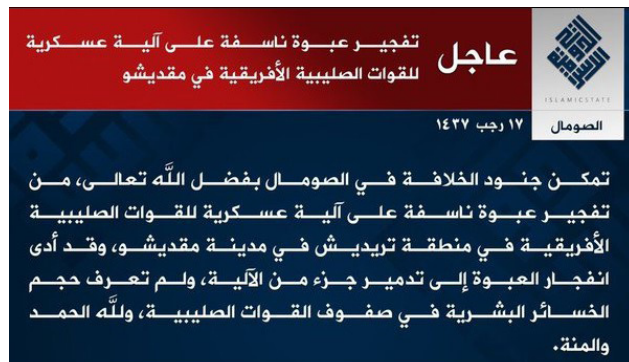 عاجل
تفجير عبوة ناسفة على آلية عسكرية
للقوات الصليبية الأفريقية في مقديشو
ISLAMICSTATE
الصومال
١٧ رجب ١٤٣٧
تمكن جنود الخلافة في الصومال بفضل الله تعالى، من
تفجير عبوة ناسفة على آلية عسكرية للقوات الصليبية
الأفريقية في منطقة تريديش في مدينة مقديشو، وقد أدى
انفجار العبوة إلى تدمير جزء من الآلية، ولم تعرف حجم
الخسائر البشرية في صفوف القوات الصليبية، ولله الحمد
والمنة.